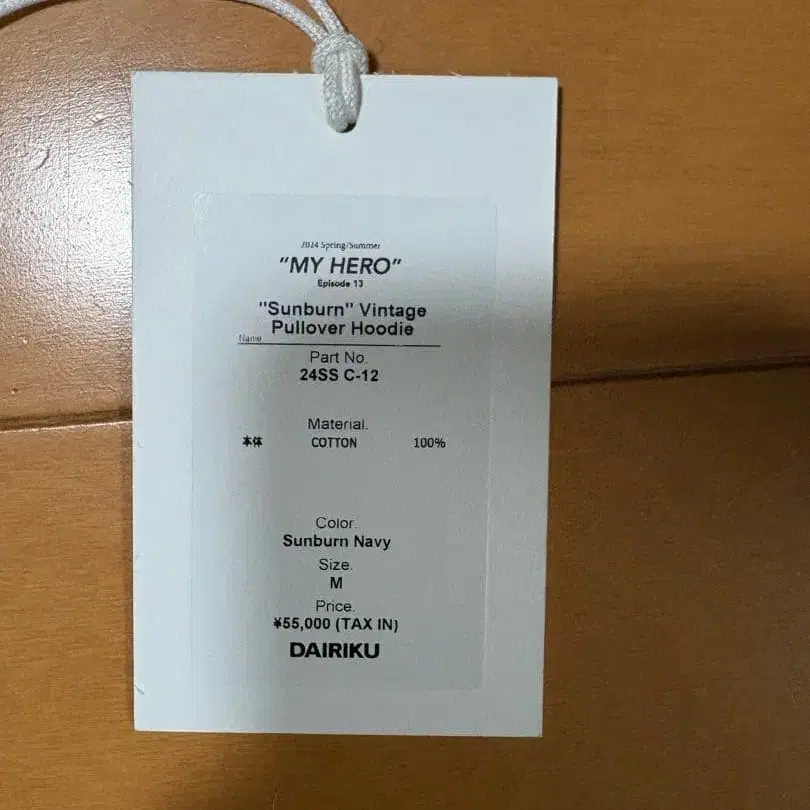 2024 Spring/Summer
"MY HERO"
Episode 13
"Sunburn" Vintage
Pullover Hoodie
Name
Part No.
24SS C-12
Material.
本体 COTTON 100%
Color.
Sunburn Navy
Size.
M
Price.
¥55,000 (TAX IN)
DAIRIKU